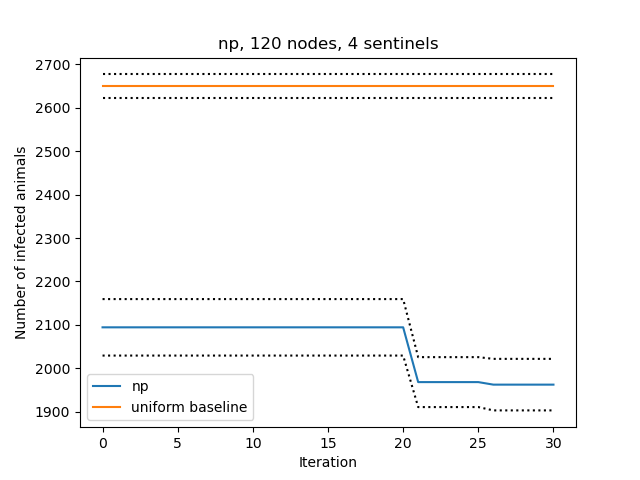 np, 120 nodes, 4 sentinels
Number of infected animals
2700
2600
2500
2400
2300
2200
2100
2000
1900
np
uniform baseline
0 5 10 15 20 25 30
Iteration